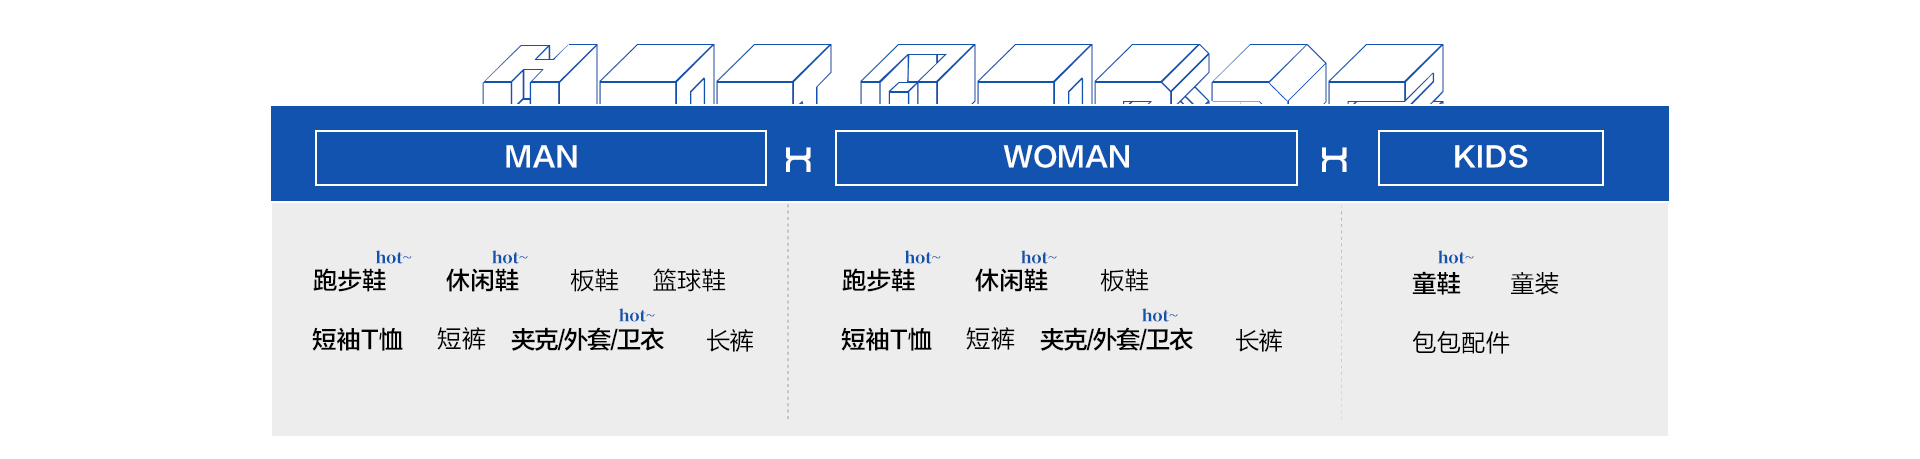 MAN WOMAN KIDS
hot~ hot~ hot~ hot~ hot~
跑步鞋 休闲鞋 板鞋 篮球鞋 跑步鞋 休闲鞋 板鞋 童鞋 童装
hot~ hot~
短袖T恤 短裤 夹克/外套/卫衣 长裤 短袖T恤 短裤 夹克/外套/卫衣 长裤 包包配件